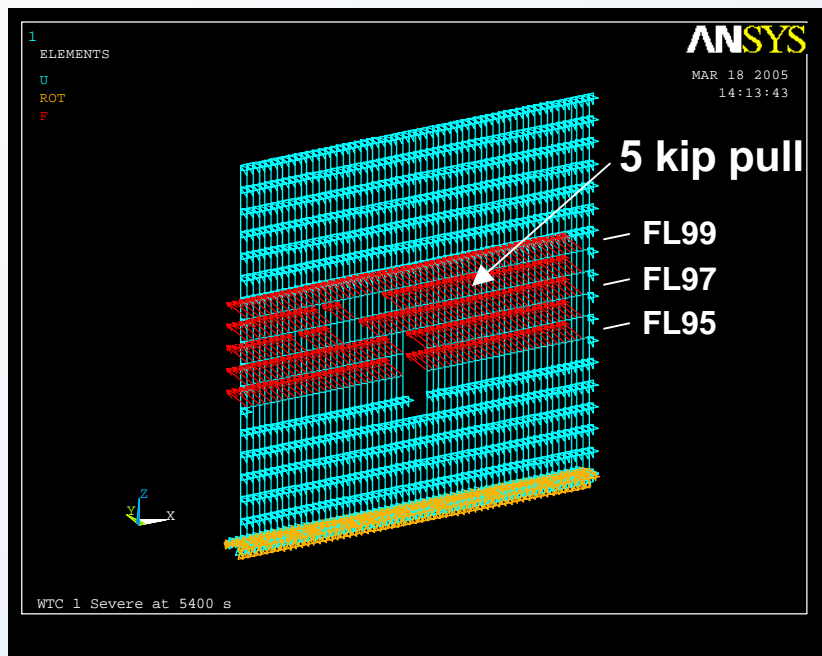 1
ELEMENTS
U
ROT
F
ANSYS
MAR 18 2005
14:13:43
5 kip pull
FL99
FL97
FL95
Z
Y
X
WTC 1 Severe at 5400 s